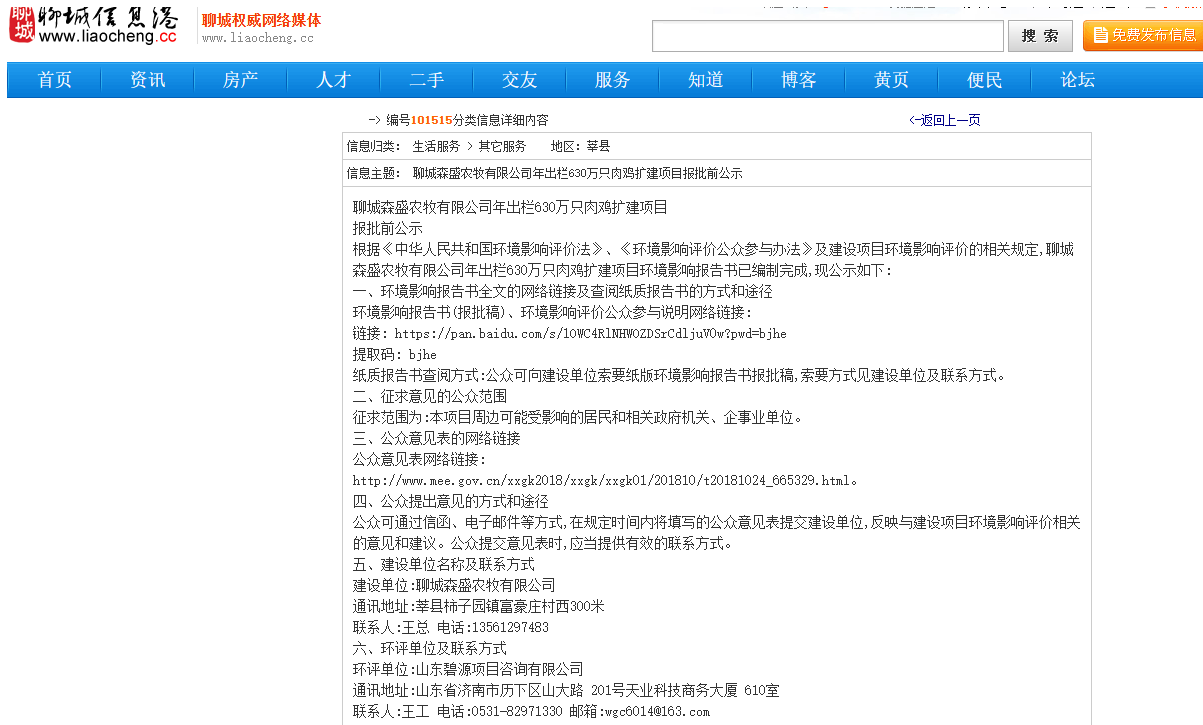 聊城 聊城信息港 聊城权威网络媒体
www.liaocheng.cc www.liaocheng.cc
搜 索 免费发布信息
首页 资讯 房产 人才 二手 交友 服务 知道 博客 黄页 便民 论坛
-> 编号101515分类信息详细内容 <-返回上一页
信息归类: 生活服务 > 其它服务 地区: 莘县
信息主题: 聊城森盛农牧有限公司年出栏630万只肉鸡扩建项目报批前公示
聊城森盛农牧有限公司年出栏630万只肉鸡扩建项目
报批前公示
根据《中华人民共和国环境影响评价法》、《环境影响评价公众参与办法》及建设项目环境影响评价的相关规定,聊城
森盛农牧有限公司年出栏630万只肉鸡扩建项目环境影响报告书已编制完成,现公示如下:
一、环境影响报告书全文的网络链接及查阅纸质报告书的方式和途径
环境影响报告书(报批稿)、环境影响评价公众参与说明网络链接:
链接: https://pan.baidu.com/s/1OWC4RlNHWOZDSrCdljuVOw?pwd=bjhe
提取码: bjhe
纸质报告书查阅方式:公众可向建设单位索要纸版环境影响报告书报批稿,索要方式见建设单位及联系方式。
二、征求意见的公众范围
征求范围为:本项目周边可能受影响的居民和相关政府机关、企事业单位。
三、公众意见表的网络链接
公众意见表网络链接:
http://www.mee.gov.cn/xxgk2018/xxgk/xxgk01/201810/t20181024_665329.html。
四、公众提出意见的方式和途径
公众可通过信函、电子邮件等方式,在规定时间内将填写的公众意见表提交建设单位,反映与建设项目环境影响评价相关
的意见和建议。公众提交意见表时,应当提供有效的联系方式。
五、建设单位名称及联系方式
建设单位:聊城森盛农牧有限公司
通讯地址:莘县柿子园镇富豪庄村西300米
联系人:王总 电话:13561297483
六、环评单位及联系方式
环评单位:山东碧源项目咨询有限公司
通讯地址:山东省济南市历下区山大路 201号天业科技商务大厦 610室
联系人:王工 电话:0531-82971330 邮箱:wgc6014@163.com